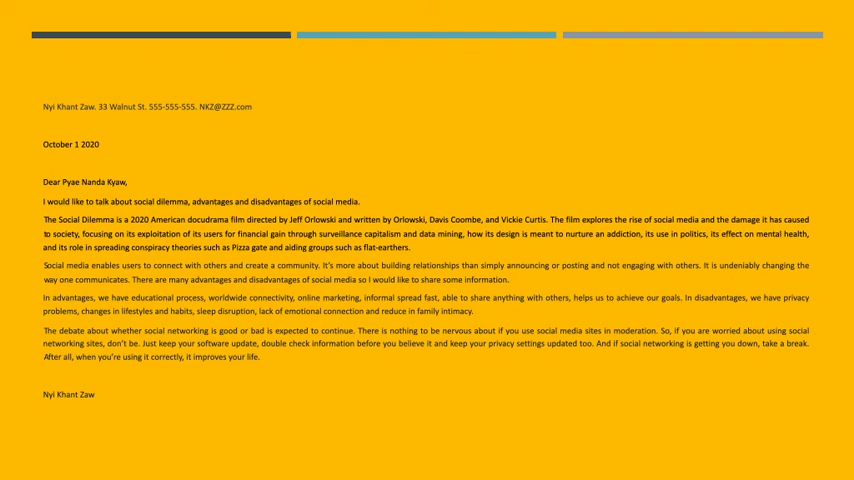 Nyi Khant Zaw. 33 Walnut St. 555-555-555. NKZ@ZZZ.com
October 1 2020
Dear Pyae Nanda Kyaw,
I would like to talk about social dilemma, advantages and disadvantages of social media.
The Social Dilemma is a 2020 American docudrama film directed by Jeff Orlowski and written by Orlowski, Davis Coombe, and Vickie Curtis. The film explores the rise of social media and the damage it has caused
to society, focusing on its exploitation of its users for financial gain through surveillance capitalism and data mining, how its design is meant to nurture an addiction, its use in politics, its effect on mental health,
and its role in spreading conspiracy theories such as Pizza gate and aiding groups such as flat-earthers.
Social media enables users to connect with others and create a community. It's more about building relationships than simply announcing or posting and not engaging with others. It is undeniably changing the
way one communicates. There are many advantages and disadvantages of social media so I would like to share some information.
In advantages, we have educational process, worldwide connectivity, online marketing, informal spread fast, able to share anything with others, helps us to achieve our goals. In disadvantages, we have privacy
problems, changes in lifestyles and habits, sleep disruption, lack of emotional connection and reduce in family intimacy.
The debate about whether social networking is good or bad is expected to continue. There is nothing to be nervous about if you use social media sites in moderation. So, if you are worried about using social
networking sites, don't be. Just keep your software update, double check information before you believe it and keep your privacy settings updated too. And if social networking is getting you down, take a break.
After all, when you're using it correctly, it improves your life.
Nyi Khant Zaw